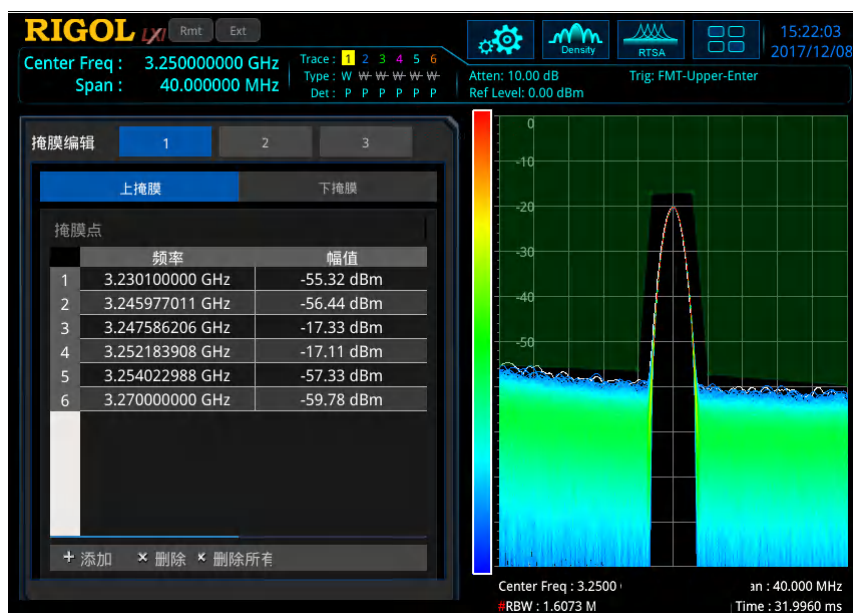 RIGOL LXI Rmt Ext
Density
RTSA
15:22:03
2017/12/08
Center Freq : 3.250000000 GHz
Span : 40.000000 MHz
Trace : 1 2 3 4 5 6
Type : W W W W W W
Det : P P P P P P
Atten: 10.00 dB
Trig: FMT-Upper-Enter
Ref Level: 0.00 dBm
掩膜编辑 1 2 3
上掩膜 下掩膜
掩膜点
频率 幅值
1 3.230100000 GHz -55.32 dBm
2 3.245977011 GHz -56.44 dBm
3 3.247586206 GHz -17.33 dBm
4 3.252183908 GHz -17.11 dBm
5 3.254022988 GHz -57.33 dBm
6 3.270000000 GHz -59.78 dBm
+ 添加 × 删除 × 删除所有
0
-10
-20
-30
-40
-50
Center Freq : 3.2500
an : 40.000 MHz
#RBW : 1.6073 M
Time : 31.9960 ms